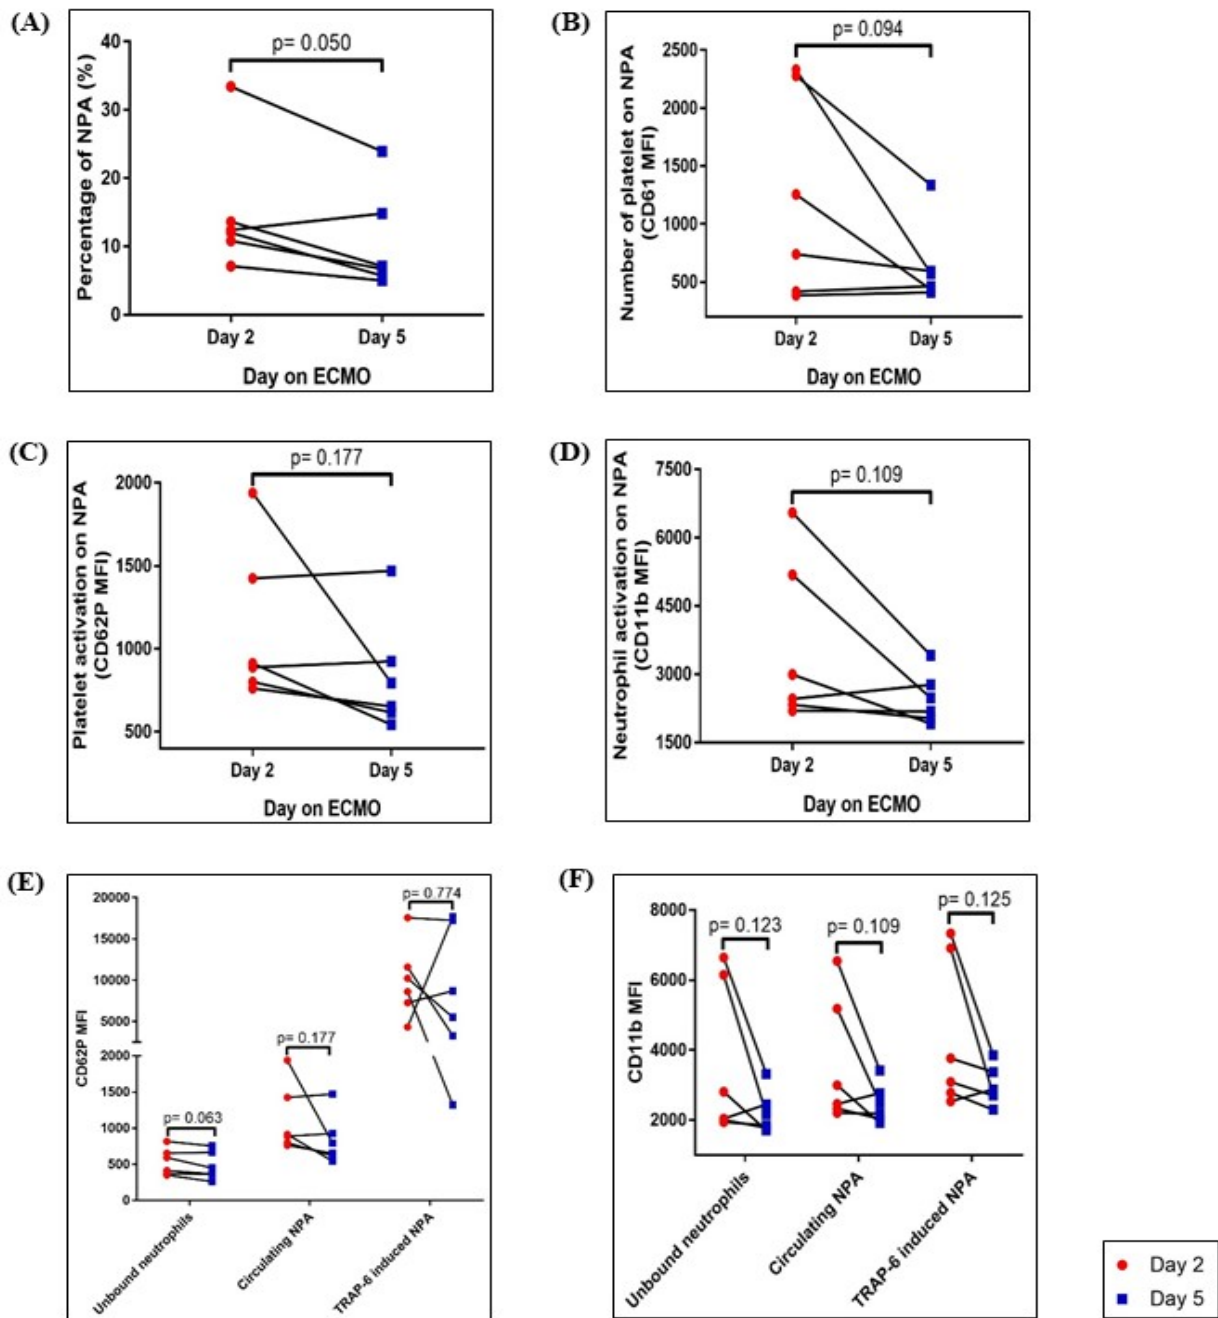 (A)
p= 0.050
40
30
20
10
0
Percentage of NPA (%)
Day 2 Day 5
Day on ECMO
(B)
p= 0.094
2500
2000
1500
1000
500
Number of platelet on NPA
(CD61 MFI)
Day 2 Day 5
Day on ECMO
(C)
p= 0.177
2000
1500
1000
500
Platelet activation on NPA
(CD62P MFI)
Day 2 Day 5
Day on ECMO
(D)
p= 0.109
7500
6000
4500
3000
1500
Neutrophil activation on NPA
(CD11b MFI)
Day 2 Day 5
Day on ECMO
(E)
p= 0.774
20000
15000
10000
5000
2000
1500
1000
500
0
CD62P MFI
p= 0.177
p= 0.063
Unbound neutrophils
Circulating NPA
TRAP-6 induced NPA
(F)
p= 0.125
p= 0.123
p= 0.109
8000
6000
4000
2000
CD11b MFI
Unbound neutrophils
Circulating NPA
TRAP-6 induced NPA
Day 2
Day 5